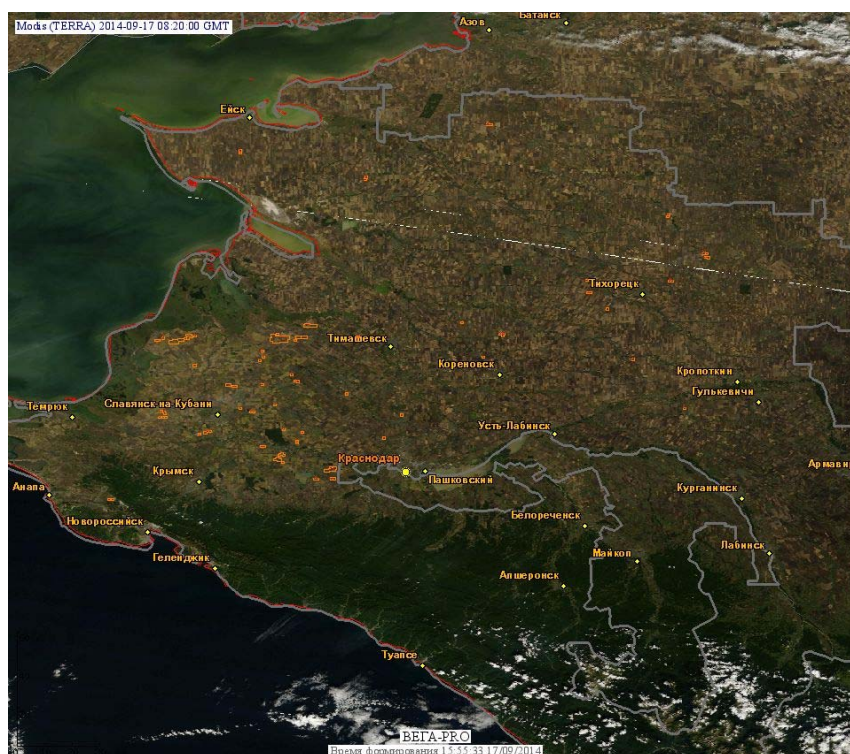 Modis (TERRA) 2014-09-17 08:20:00 GMT
Азов
Батайск
Ейск
Тихорецк
Тимашевск
Кореновск
Кропоткин
Гулькевичи
Темрюк
Славянск-на-Кубани
Усть-Лабинск
Краснодар
Пашковский
Армави
Крымск
Анапа
Курганинск
Новороссийск
Белореченск
Геленджик
Майкоп
Лабинск
Апшеронск
Туапсе
ВЕГА-PRO
Время формирования 15:55:33 17/09/2014